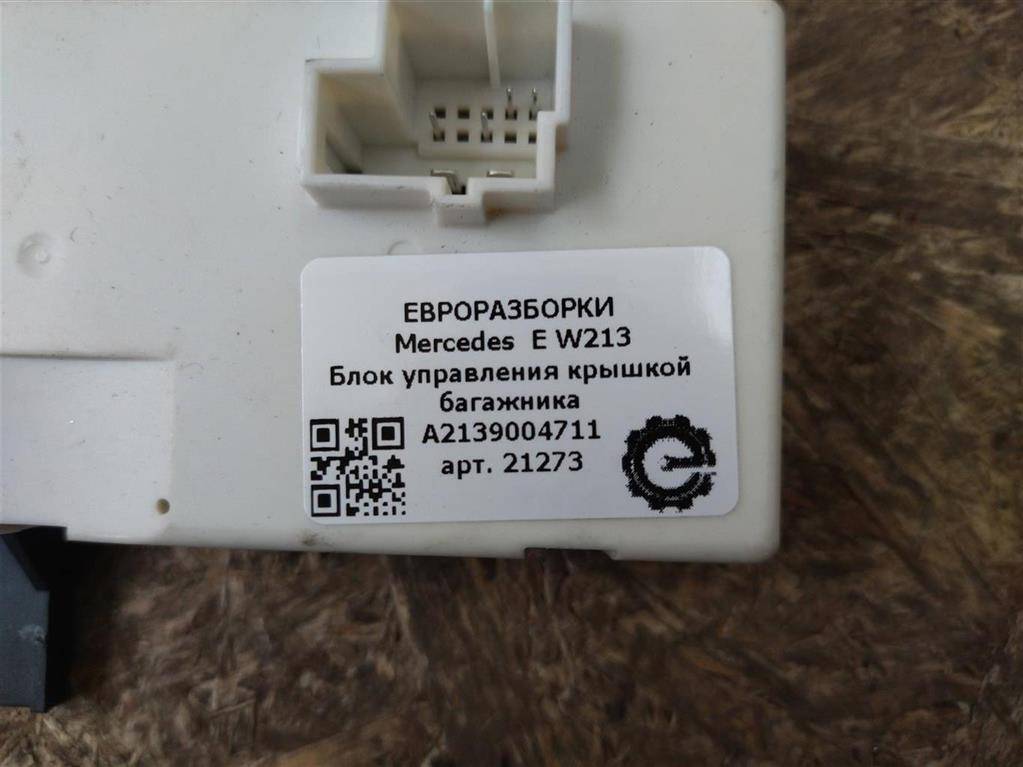 ЕВРОРАЗБОРКИ
Mercedes E W213
Блок управления крышкой
багажника
A2139004711
арт. 21273